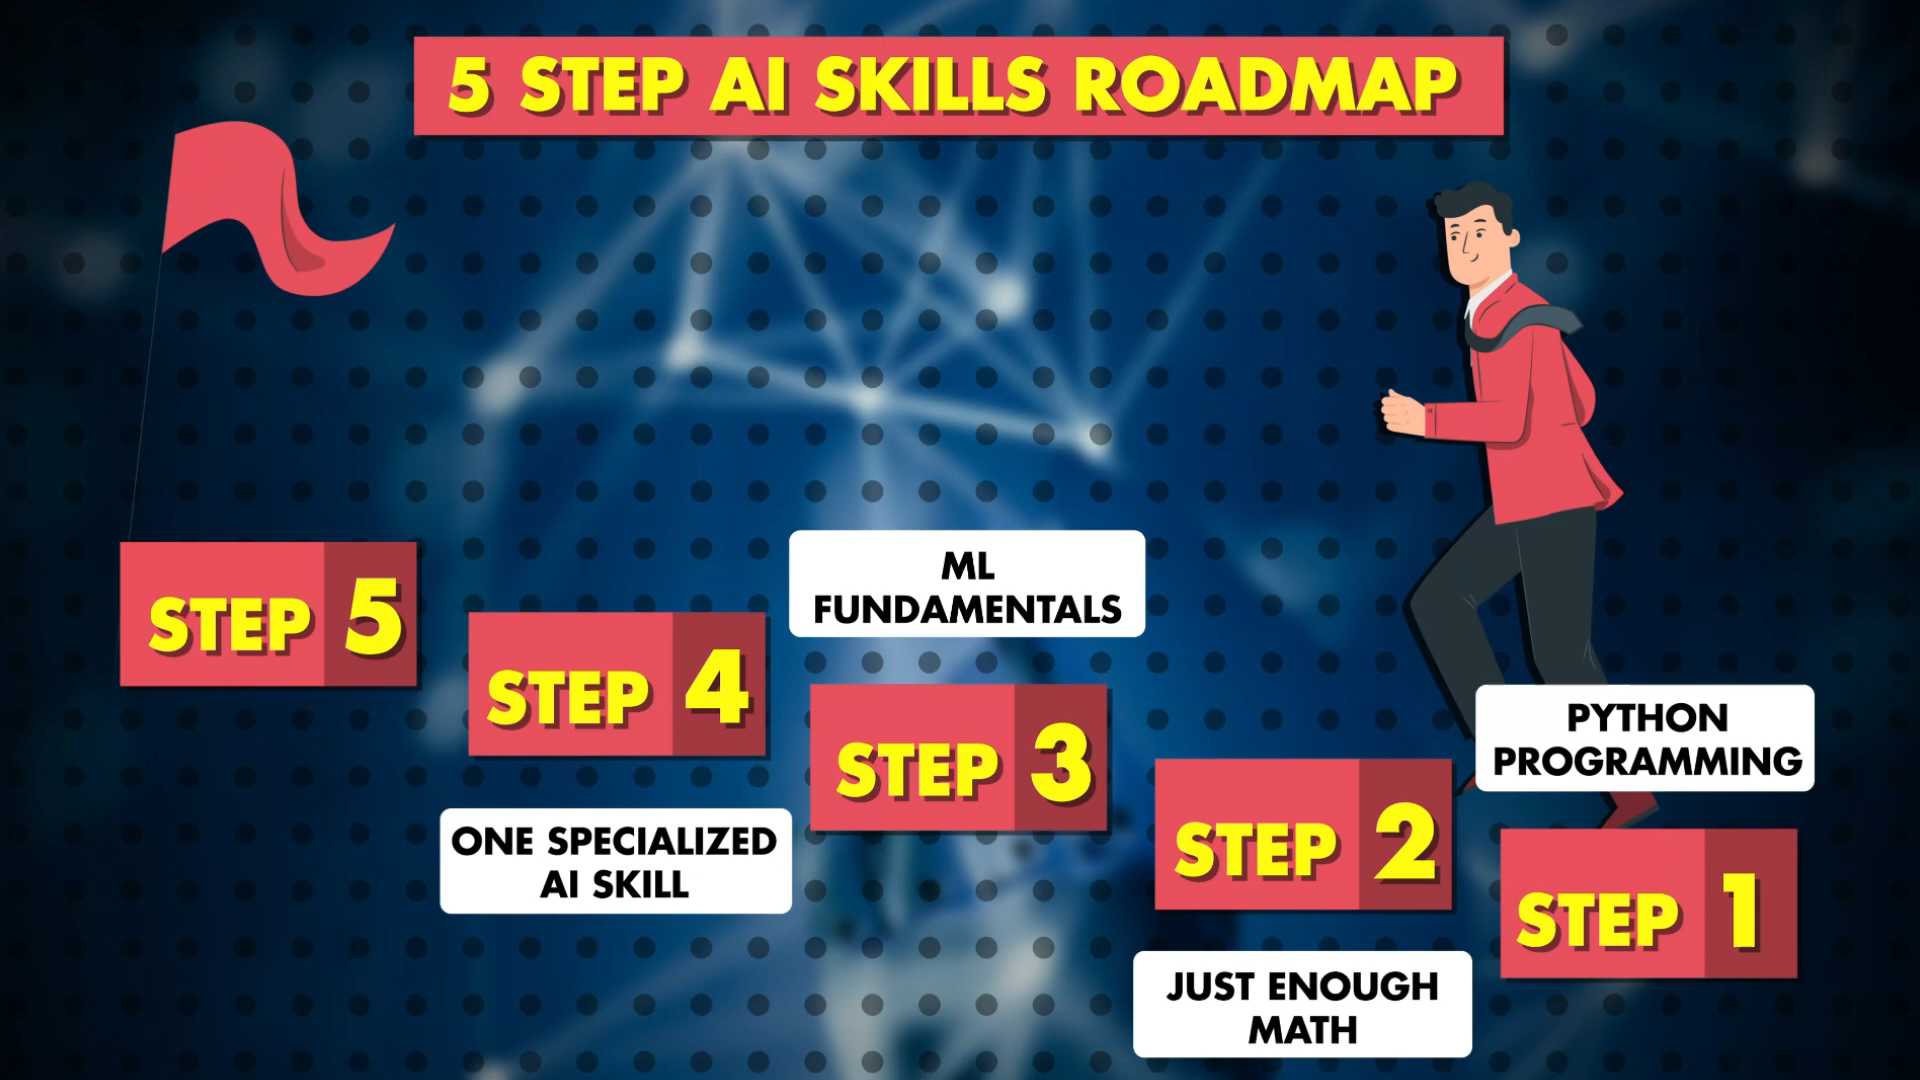 5 STEP AI SKILLS ROADMAP
STEP 5
STEP 4
ONE SPECIALIZED
AI SKILL
ML
FUNDAMENTALS
STEP 3
STEP 2
JUST ENOUGH
MATH
PYTHON
PROGRAMMING
STEP 1